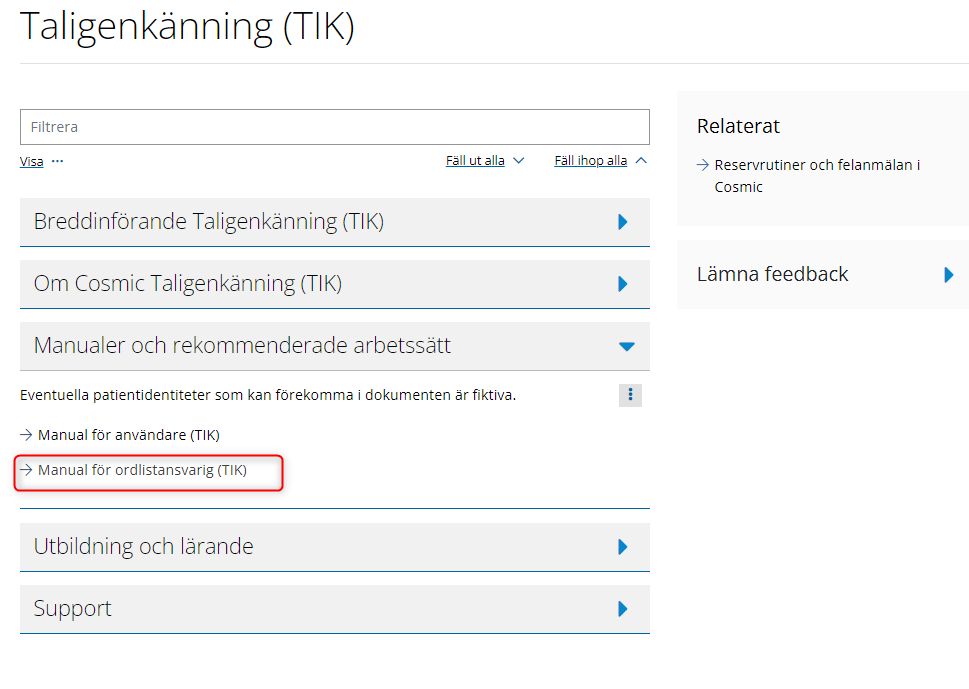 Taligenkänning (TIK)
Filtrera
Visa ···
Fäll ut alla
Fäll ihop alla
Breddinförande Taligenkänning (TIK)
Om Cosmic Taligenkänning (TIK)
Manualer och rekommenderade arbetssätt
Eventuella patientidentiteter som kan förekomma i dokumenten är fiktiva.
Manual för användare (TIK)
Manual för ordlistansvarig (TIK)
Utbildning och lärande
Support
Relaterat
Reservrutiner och felanmälan i
Cosmic
Lämna feedback